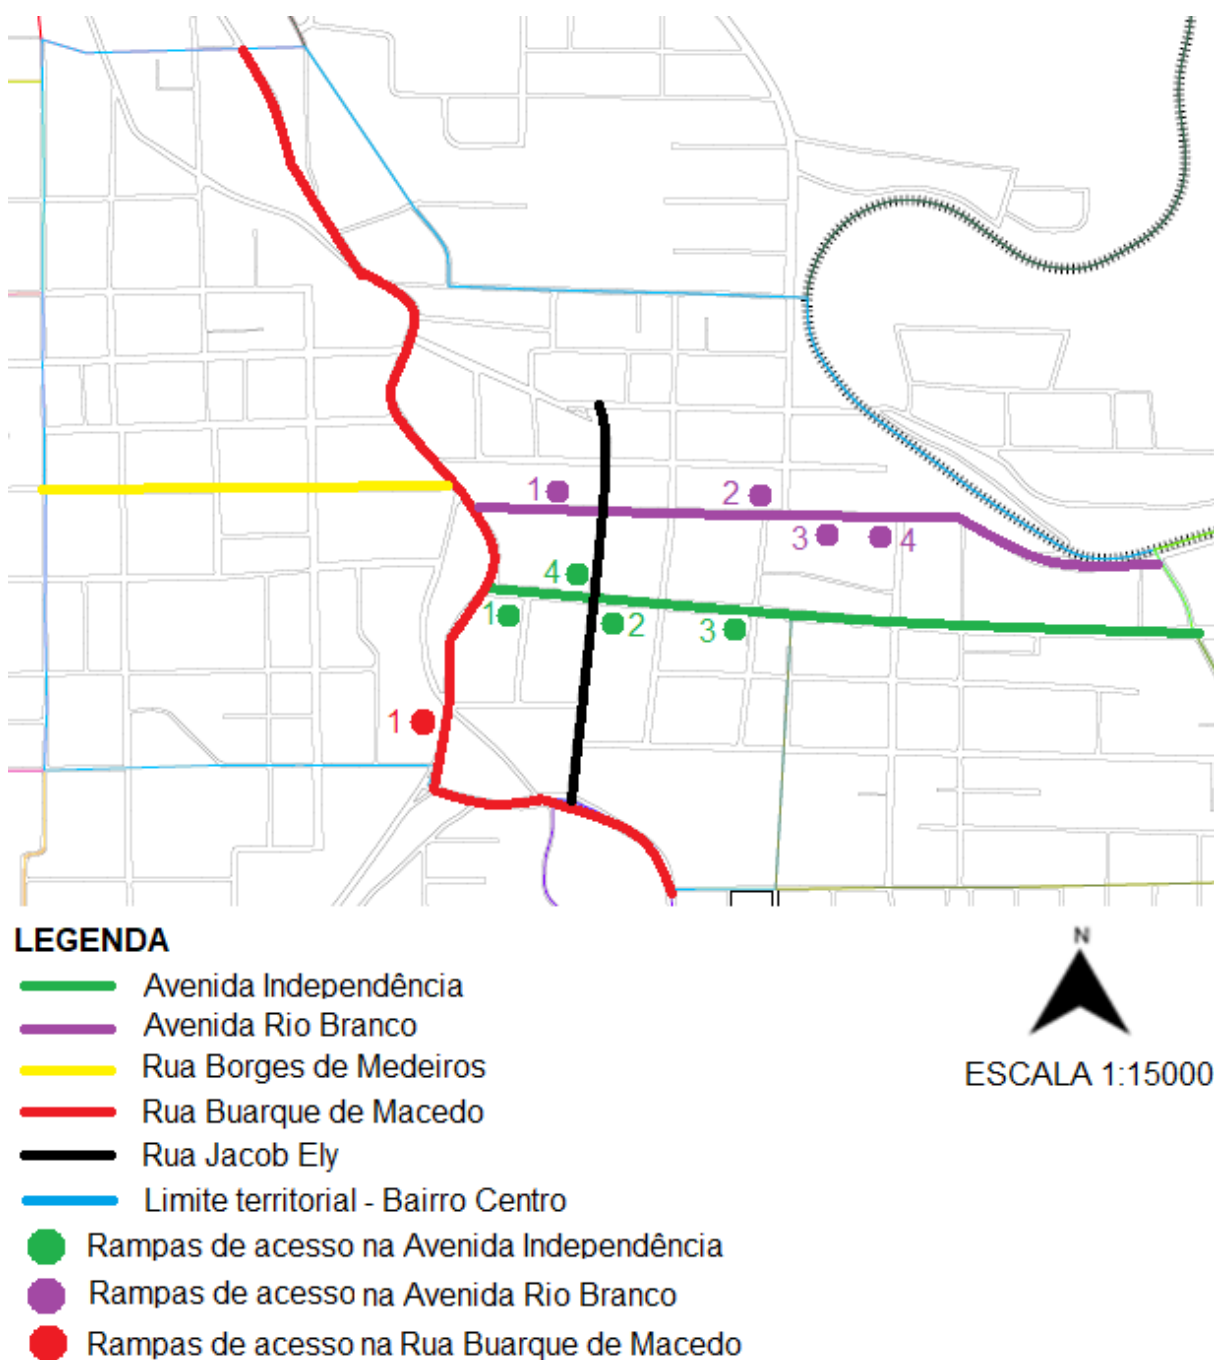 1
2
3
4
4
1
2
3
1
LEGENDA
N
Avenida Independência
Avenida Rio Branco
Rua Borges de Medeiros
ESCALA 1:15000
Rua Buarque de Macedo
Rua Jacob Ely
Limite territorial - Bairro Centro
Rampas de acesso na Avenida Independência
Rampas de acesso na Avenida Rio Branco
Rampas de acesso na Rua Buarque de Macedo